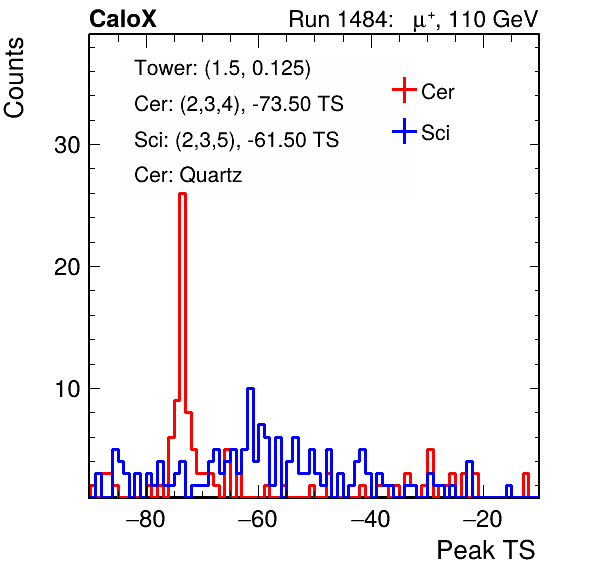 CaloX Run 1484: μ⁺, 110 GeV
Counts
Tower: (1.5, 0.125)
Cer: (2,3,4), -73.50 TS
Sci: (2,3,5), -61.50 TS
Cer: Quartz
Cer
Sci
30
20
10
−80 −60 −40 −20
Peak TS